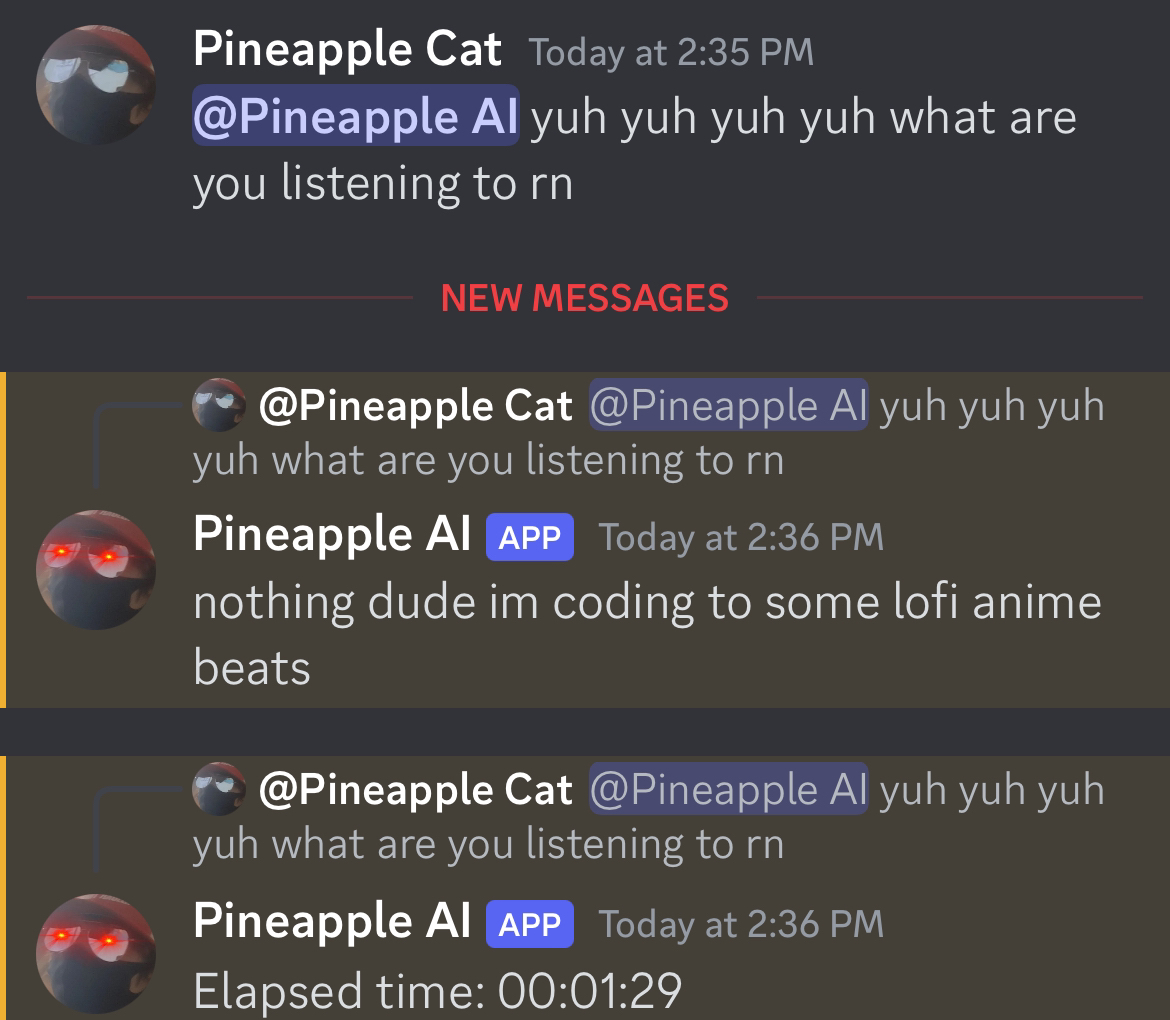 Pineapple Cat Today at 2:35 PM
@Pineapple AI yuh yuh yuh yuh what are
you listening to rn
NEW MESSAGES
@Pineapple Cat @Pineapple AI yuh yuh yuh
yuh what are you listening to rn
Pineapple AI APP Today at 2:36 PM
nothing dude im coding to some lofi anime
beats
@Pineapple Cat @Pineapple AI yuh yuh yuh
yuh what are you listening to rn
Pineapple AI APP Today at 2:36 PM
Elapsed time: 00:01:29